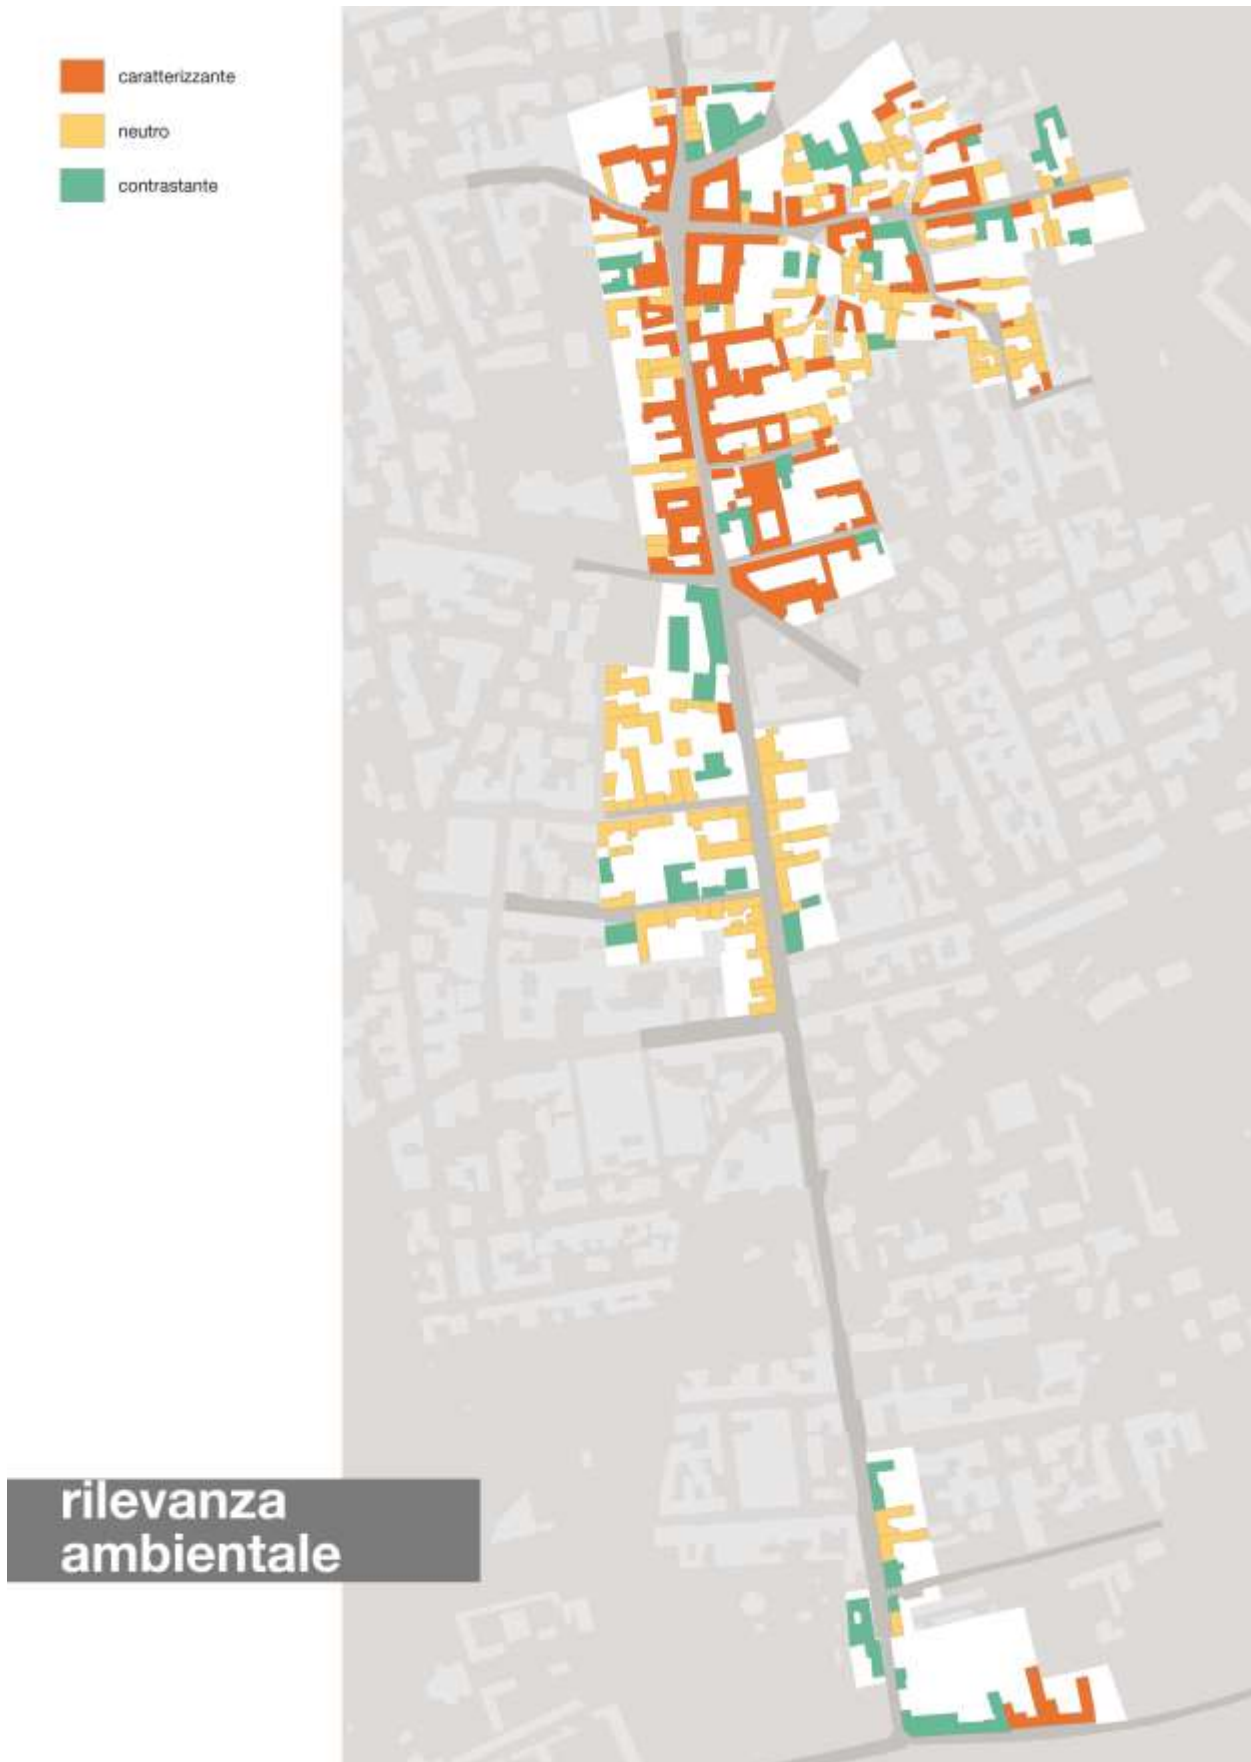 caratterizzante
neutro
contrastante
rilevanza
ambientale